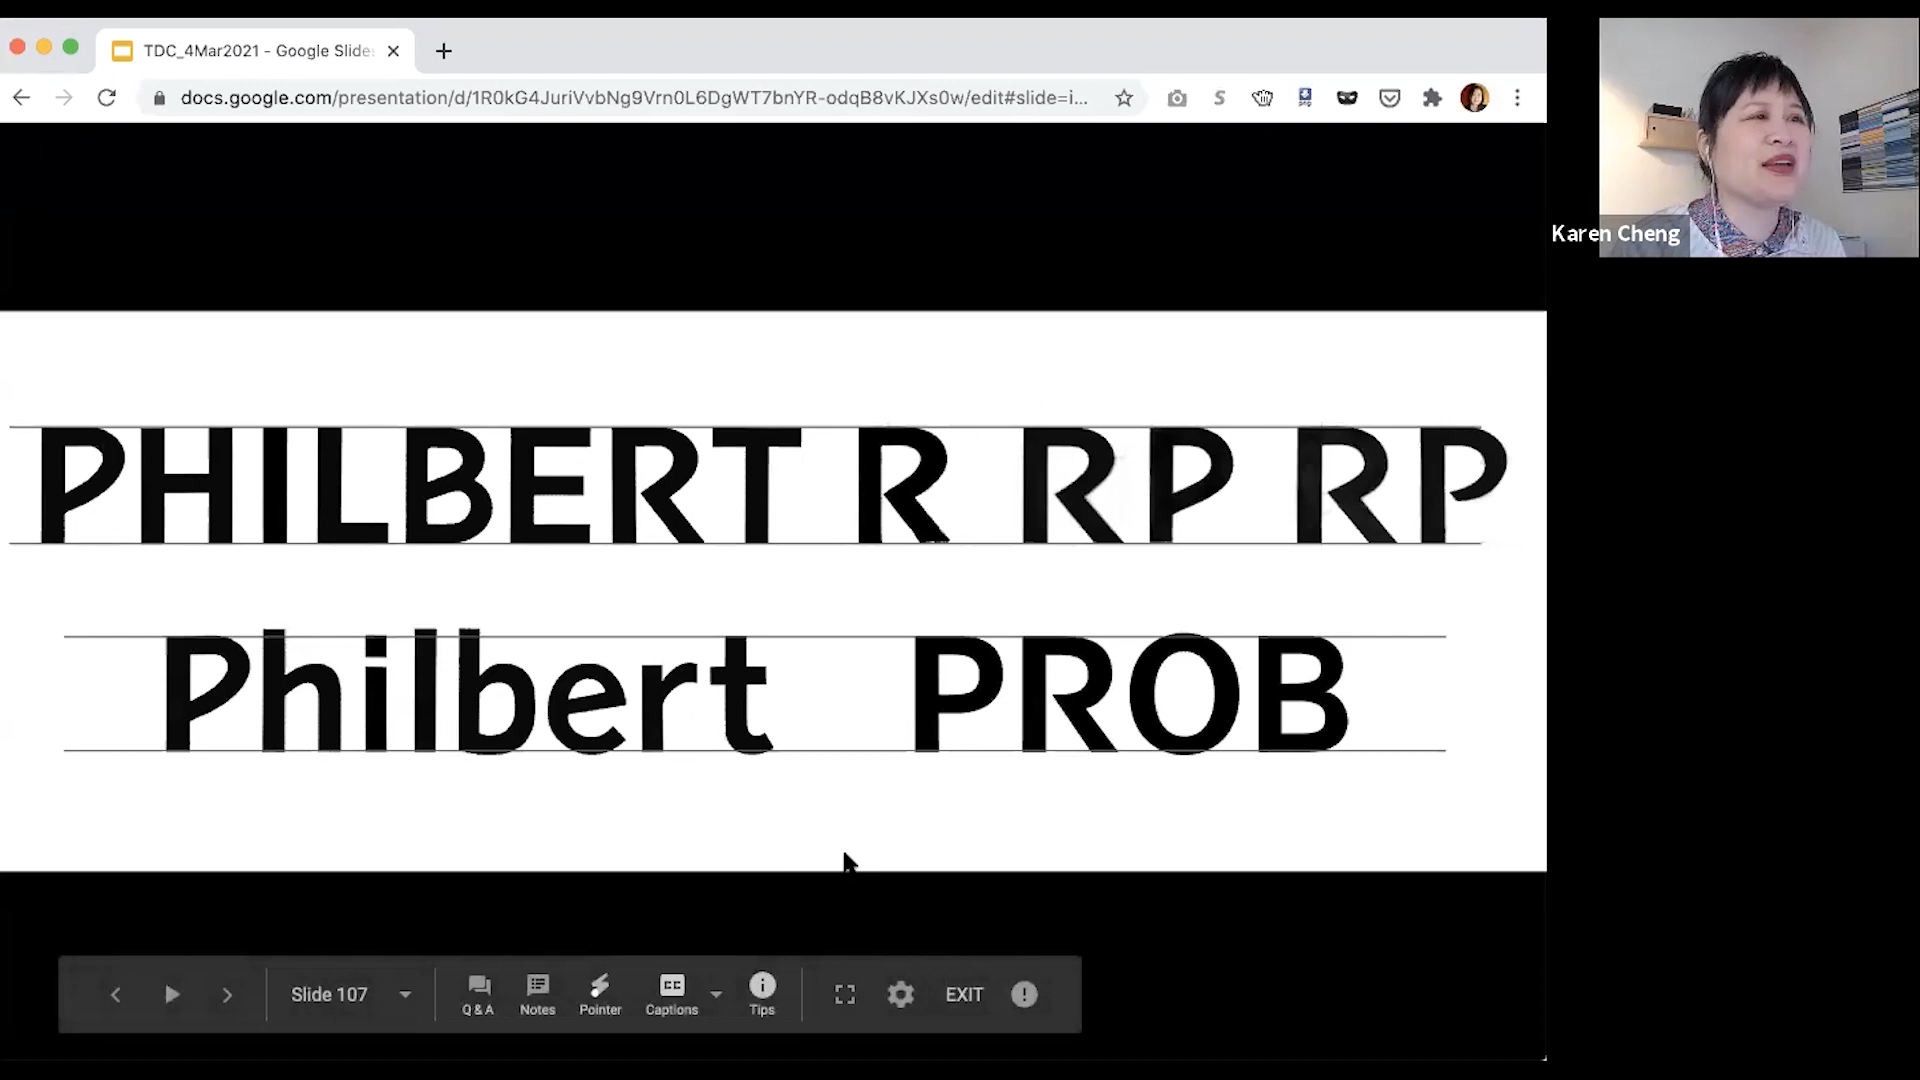 TDC_4Mar2021 - Google Slide
docs.google.com/presentation/d/1R0kG4JuriVvbNg9Vrn0L6DgWT7bnYR-odqB8vKJXs0w/edit#slide=i...
Karen Cheng
PHILBERT R RP RP
Philbert PROB
Slide 107
Q & A
Notes
Pointer
CC
Captions
Tips
EXIT